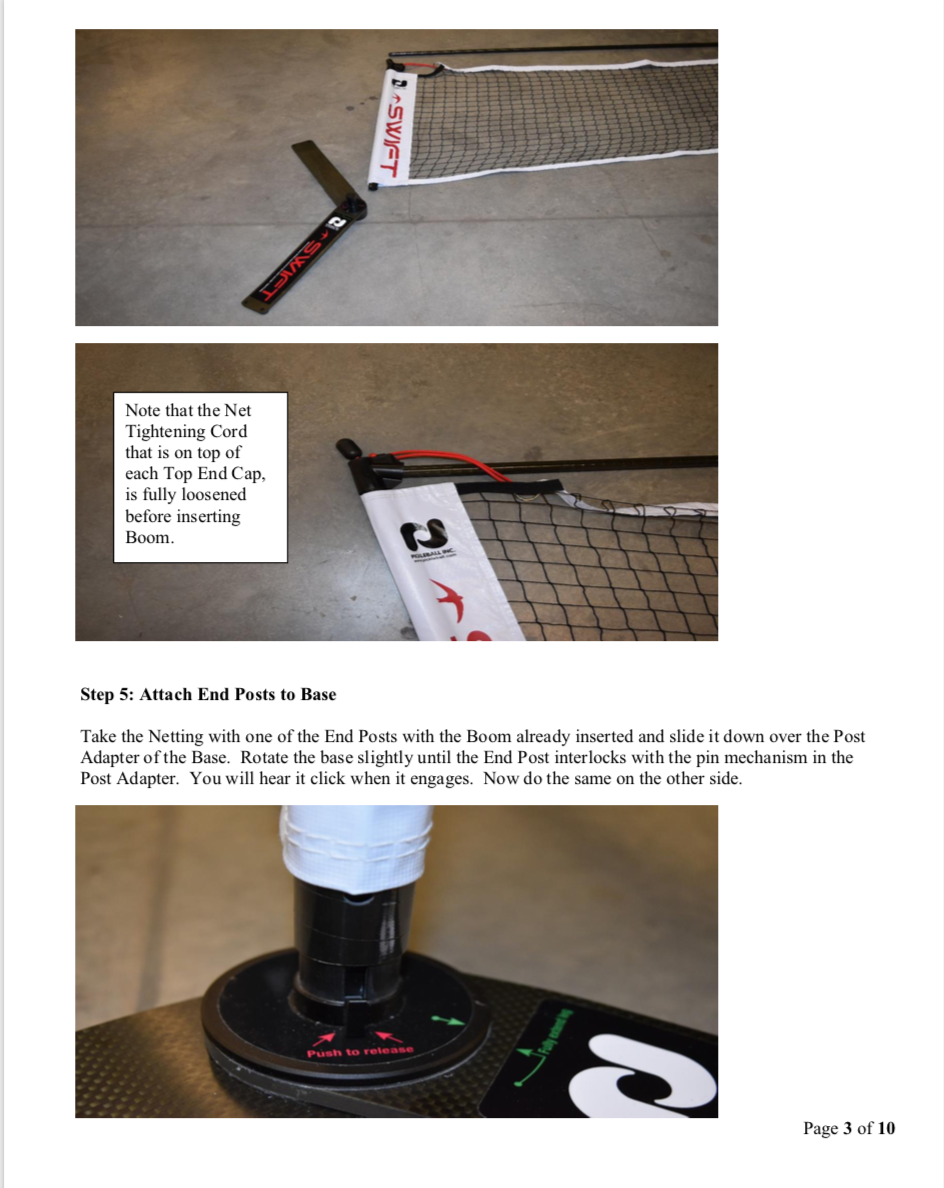 SWIFT
SWIFT
Note that the Net
Tightening Cord
that is on top of
each Top End Cap,
is fully loosened
before inserting
Boom.
POLEBALL INC.
S
Step 5: Attach End Posts to Base
Take the Netting with one of the End Posts with the Boom already inserted and slide it down over the Post
Adapter of the Base. Rotate the base slightly until the End Post interlocks with the pin mechanism in the
Post Adapter. You will hear it click when it engages. Now do the same on the other side.
Push to release
Fully extend leg
Page 3 of 10